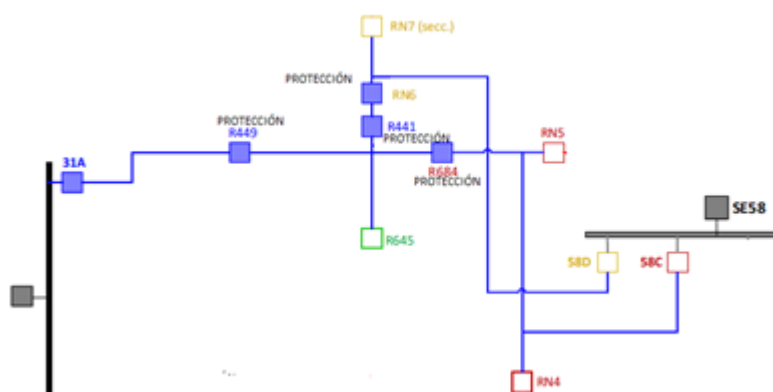 RN7 (secc.)
PROTECCIÓN
RN6
PROTECCIÓN
R449
R441
PROTECCIÓN
R684
PROTECCIÓN
RN5
31A
SE58
R645
58D
58C
RN4